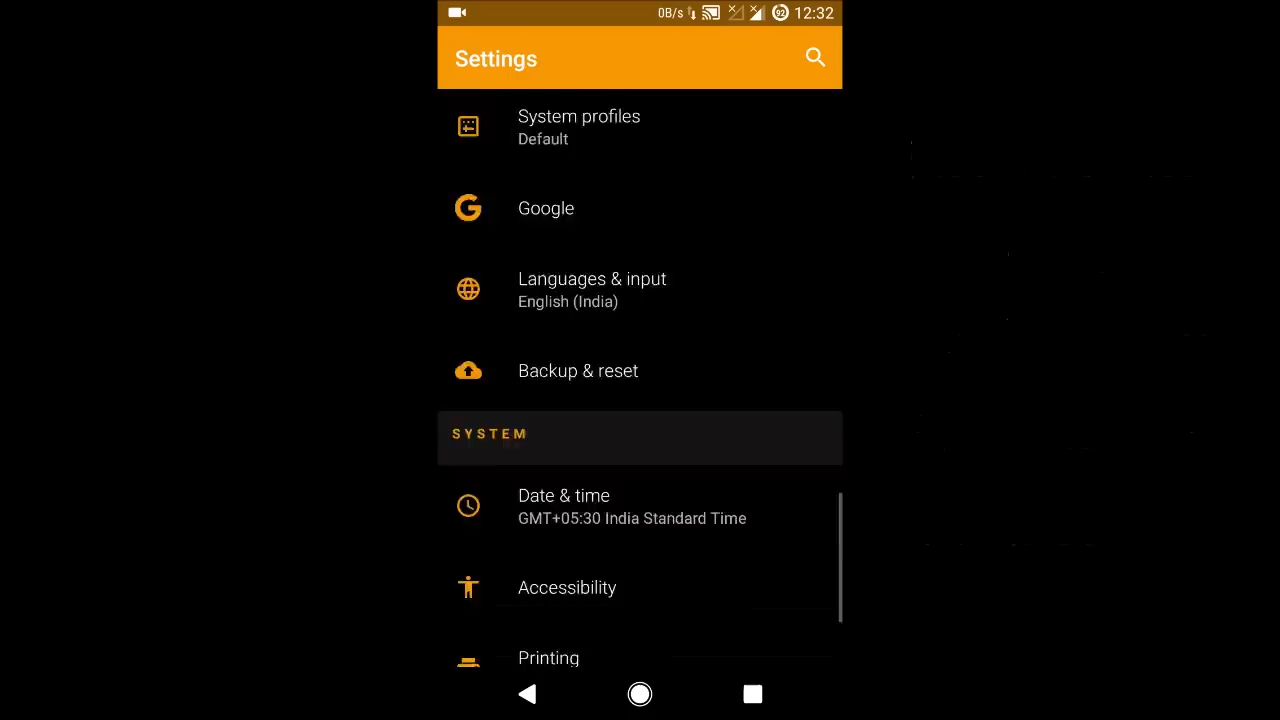 0B/s 92 12:32
Settings
System profiles
Default
Google
Languages & input
English (India)
Backup & reset
SYSTEM
Date & time
GMT+05:30 India Standard Time
Accessibility
Printing